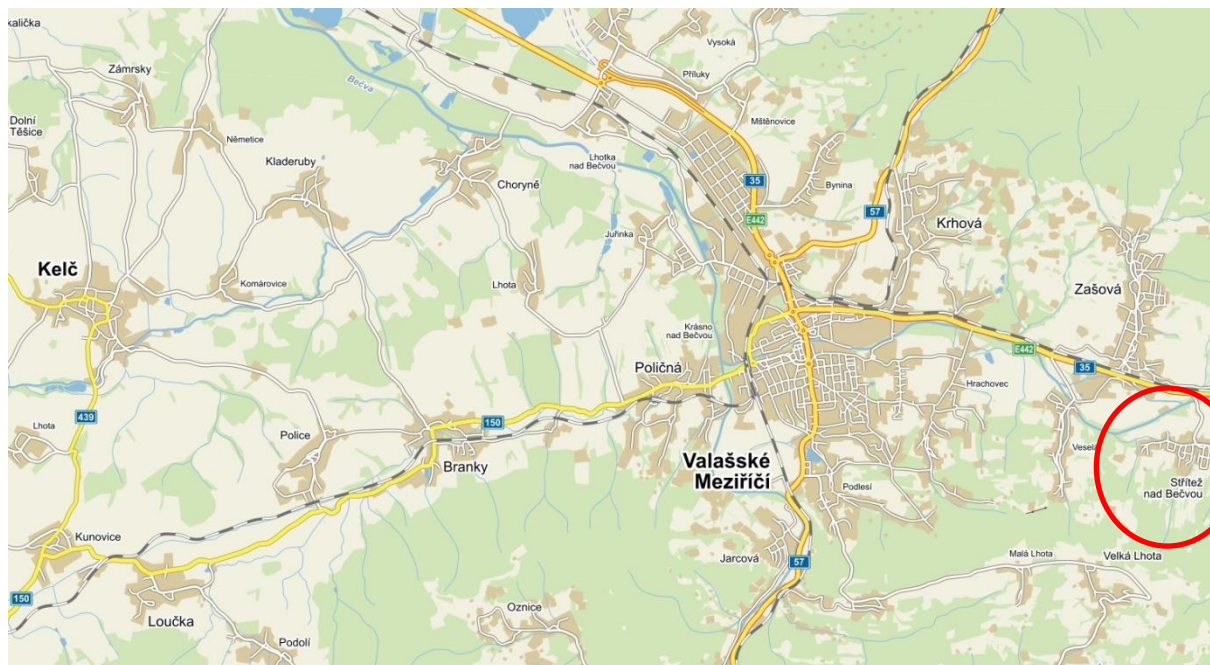 kalička
Zámrsky
Vysoká
Příluky
Bečva
Dolní
Těšice
Němetice
Mštěnovice
Kladeruby
Lhotka
nad Bečvou
Choryně
35
Bynina
E442
57
Krhová
Juřinka
Kelč
Komárovice
Lhota
Zašová
Krásno
nad Bečvou
E442
35
Poličná
Hrachovec
439
150
Lhota
Police
Branky
Valašské
Meziříčí
Podlesí
Vesel
Střítež
nad Bečvou
Kunovice
Jarcová
57
Malá Lhota
Velká Lhota
150
Loučka
Oznice
Podolí